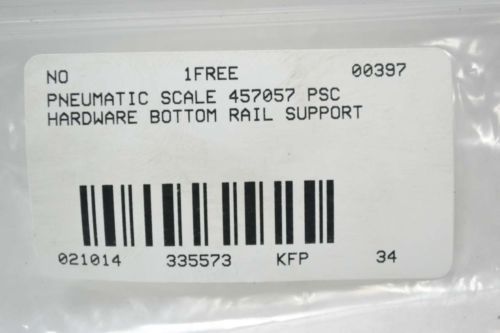 NO 1FREE 00397
PNEUMATIC SCALE 457057 PSC
HARDWARE BOTTOM RAIL SUPPORT
021014 335573 KFP 34